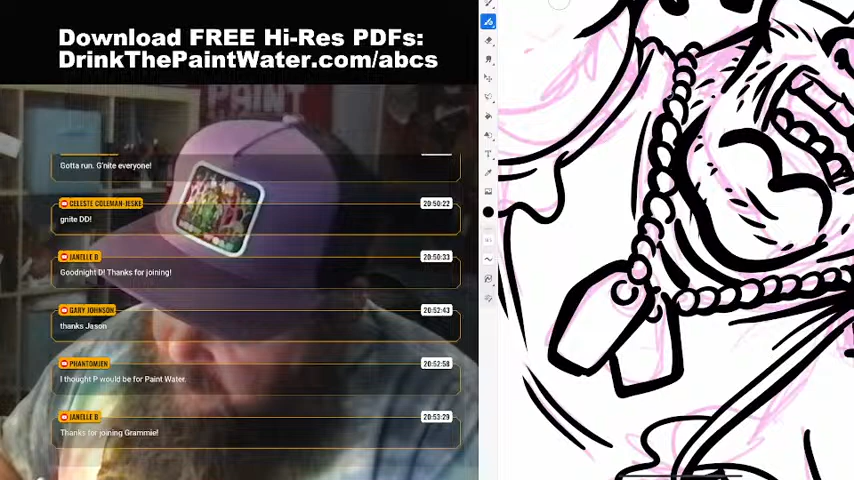 Download FREE Hi-Res PDFs:
DrinkThePaintWater.com/abcs
PAINT
Gotta run. G'nite everyone!
CELESTE COLEMAN-JESKE
20:50:22
gnite DD!
JANELLE B
20:50:33
Goodnight D! Thanks for joining!
GARY JOHNSON
20:52:43
thanks Jason
PHANTOMJEN
20:52:58
I thought P would be for Paint Water.
JANELLE B
20:53:29
Thanks for joining Grammie!